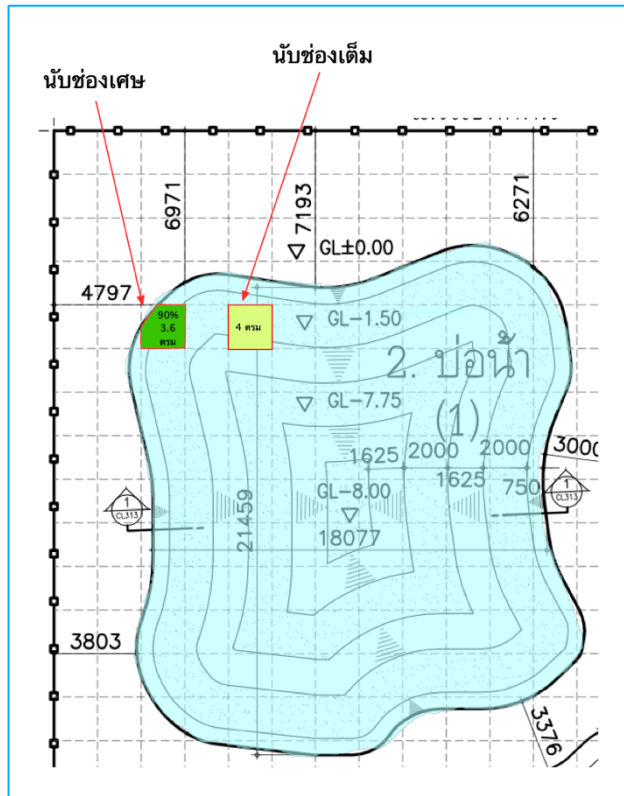 นับช่องเต็ม
นับช่องเศษ
6971
7193
6271
GL±0.00
4797
90%
3.6
ตรม
4 ตรม
GL-1.50
2. บ่อน้ำ
(1)
GL-7.75
3000
1625
2000
2000
1625
750
GL-8.00
1
CL313
1
CL313
21459
18077
3803
3376